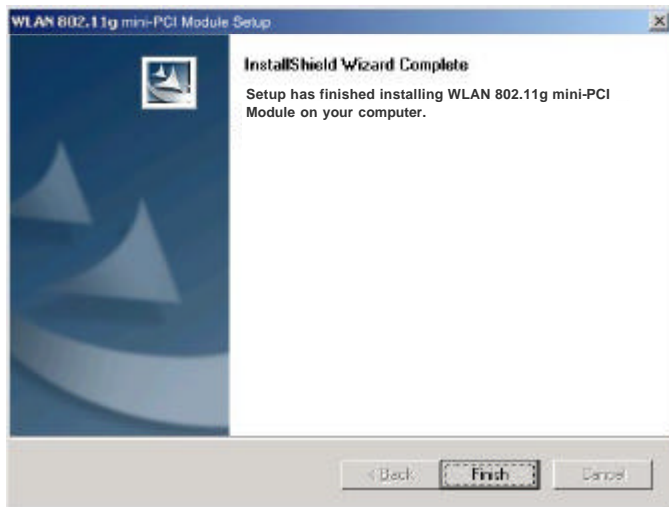 WLAN 802.11g mini-PCI Module Setup
InstallShield Wizard Complete
Setup has finished installing WLAN 802.11g mini-PCI
Module on your computer.
< Back
Finish
Cancel